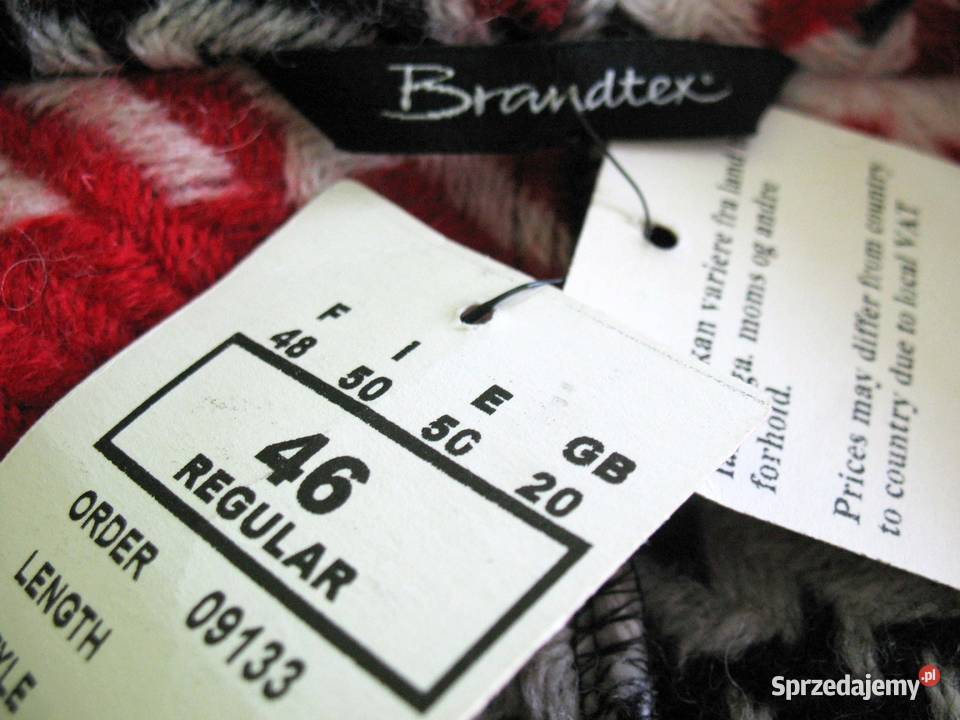 Brandtex
F I E GB
48 50 50 20
46
REGULAR
ORDER 09133
LENGTH
kan variere fra land
moms og andre
forhold.
Prices may differ from country
to country due to local VAT
Sprzedajemy.pl